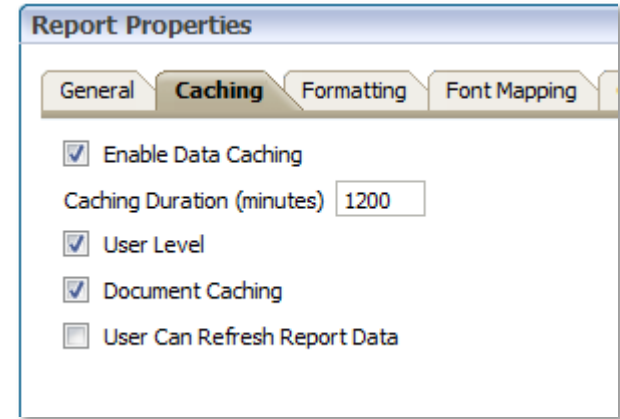 Report Properties
General Caching Formatting Font Mapping
Enable Data Caching
Caching Duration (minutes) 1200
User Level
Document Caching
User Can Refresh Report Data